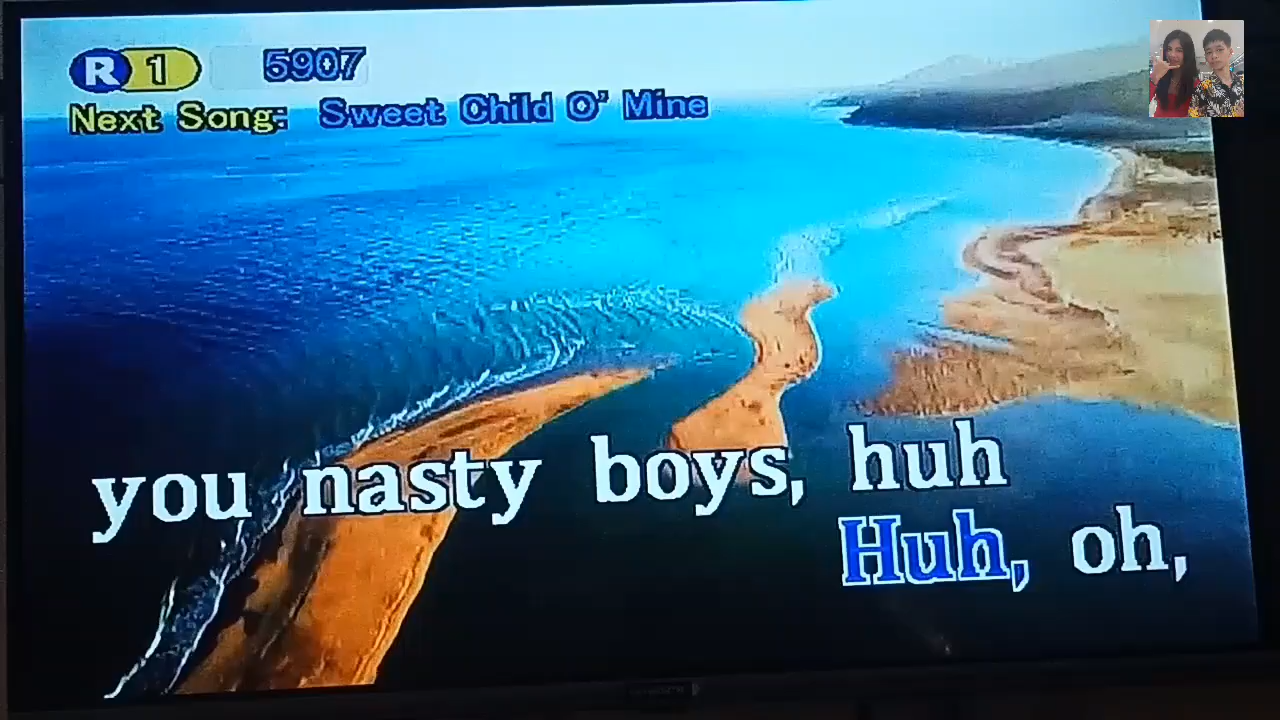 R 1 5907
Next Song: Sweet Child O' Mine
you nasty boys, huh
Huh, oh,